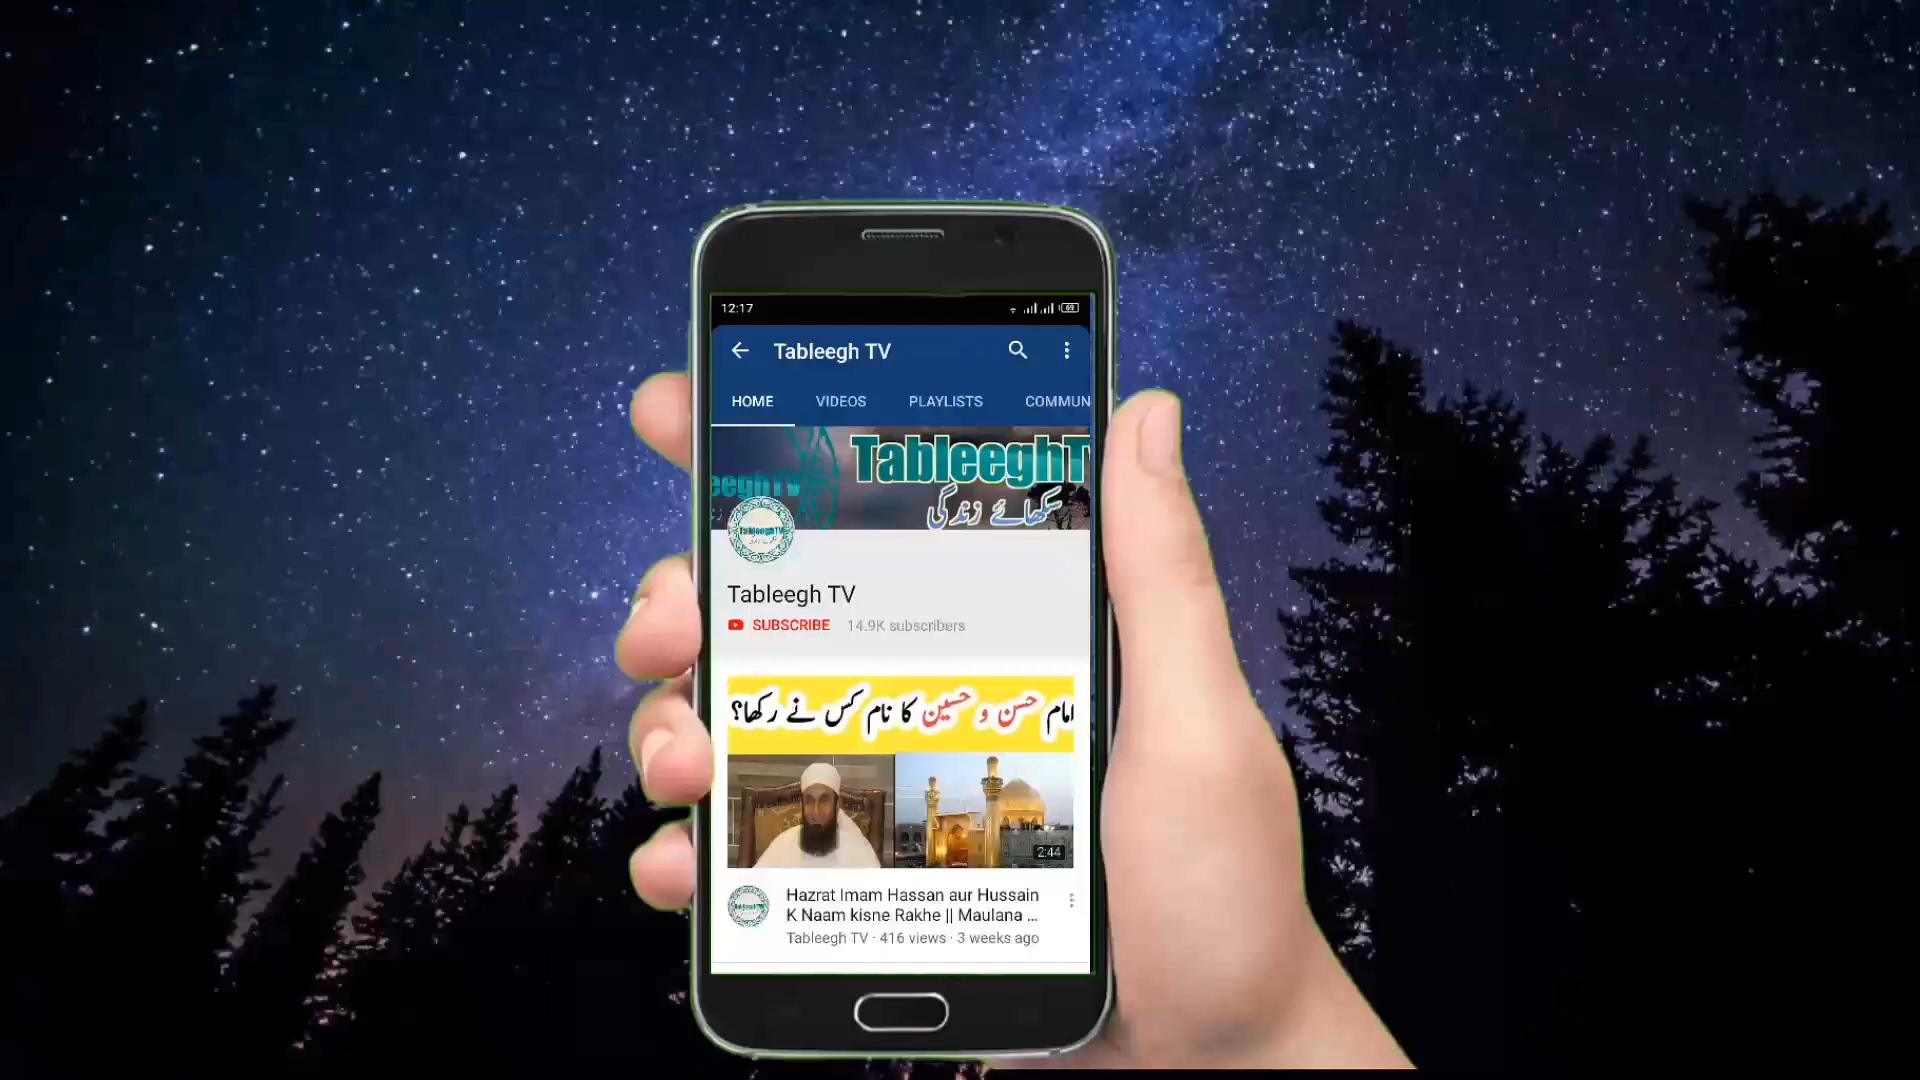 12:17
69
Tableegh TV
HOME VIDEOS PLAYLISTS COMMUN
TableeghT
eeghTV
سکھائے زندگی
TableeghTV
Tableegh TV
SUBSCRIBE 14.9K subscribers
امام حسن و حسین کا نام کس نے رکھا؟
2:44
Hazrat Imam Hassan aur Hussain
K Naam kisne Rakhe || Maulana ...
Tableegh TV · 416 views · 3 weeks ago